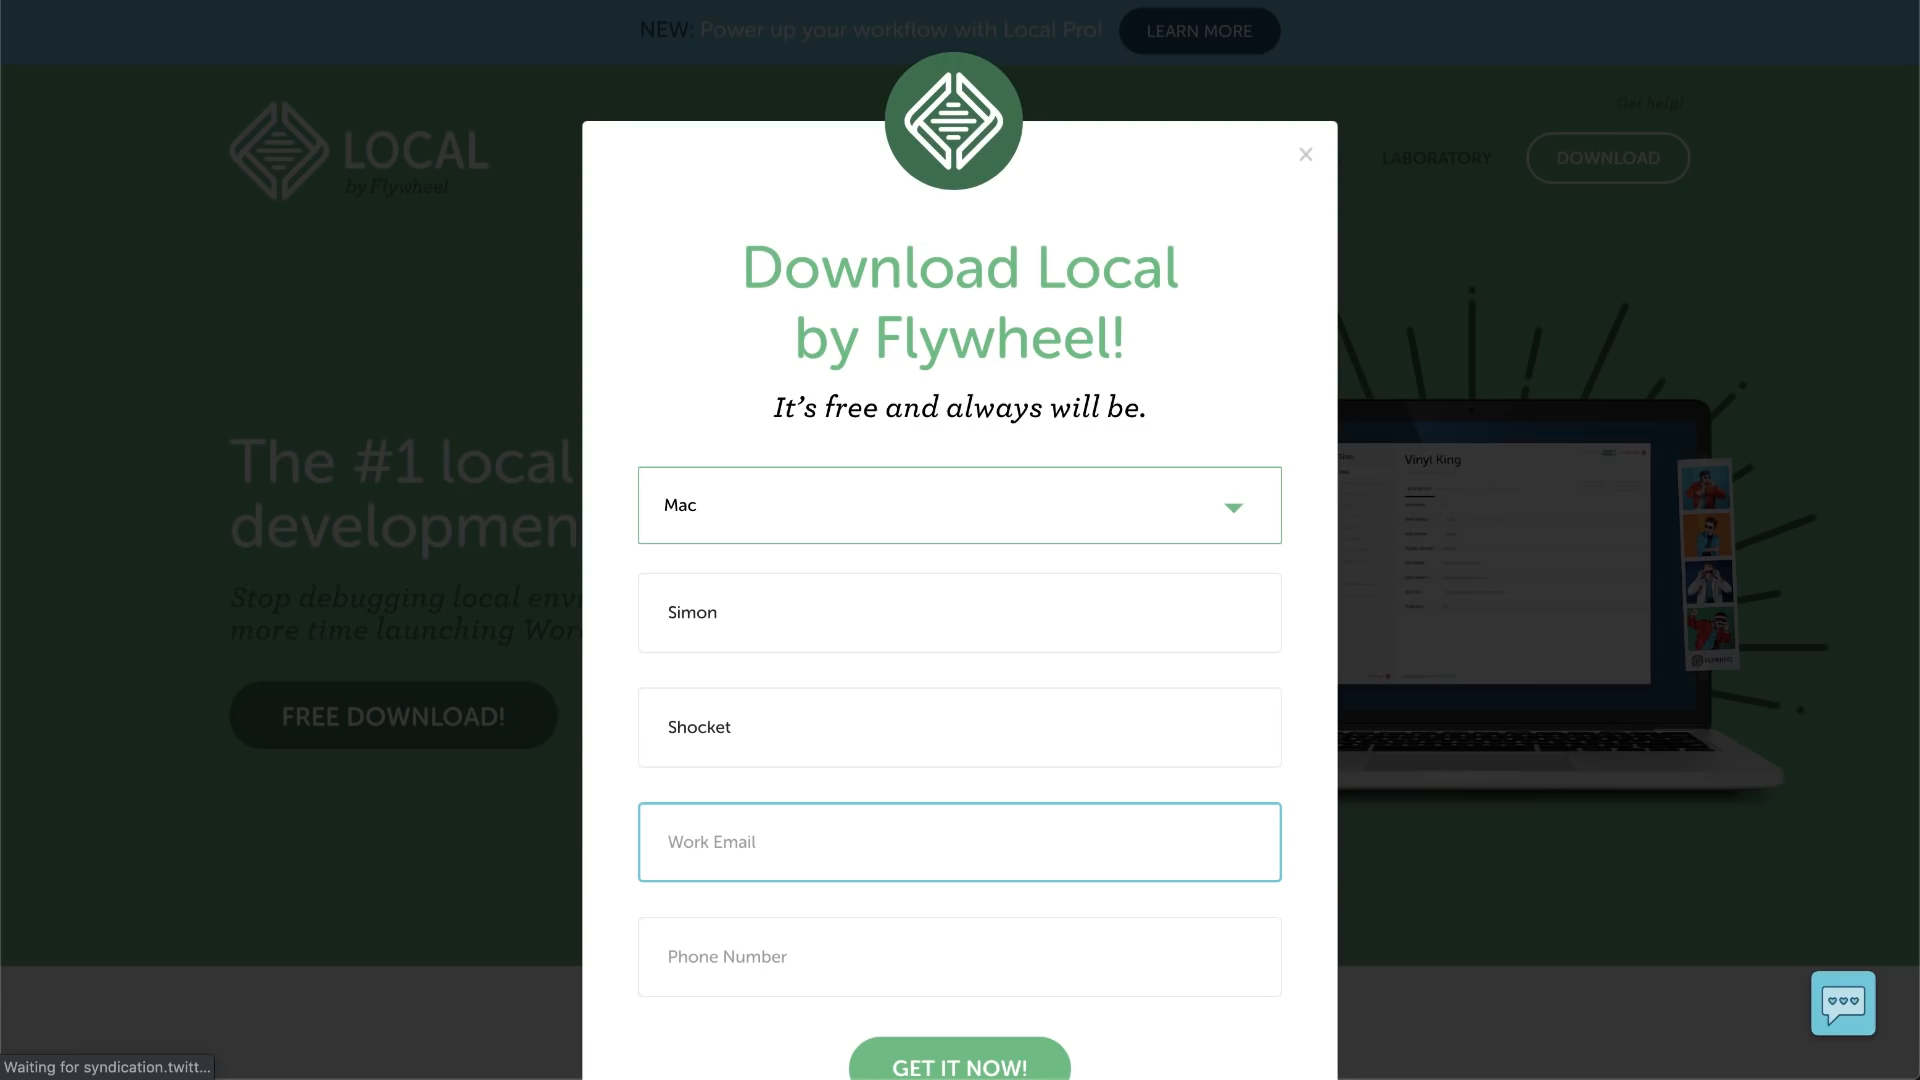 NEW: Power up your workflow with Local Pro!
LEARN MORE
Get help!
LOCAL
by Flywheel
LABORATORY
DOWNLOAD
×
Download Local
by Flywheel!
It's free and always will be.
Mac
Simon
Shocket
Work Email
Phone Number
GET IT NOW!
The #1 local
developmen
Stop debugging local env
more time launching Wor
FREE DOWNLOAD!
Vinyl King
FLYWHEEL
Waiting for syndication.twitt...